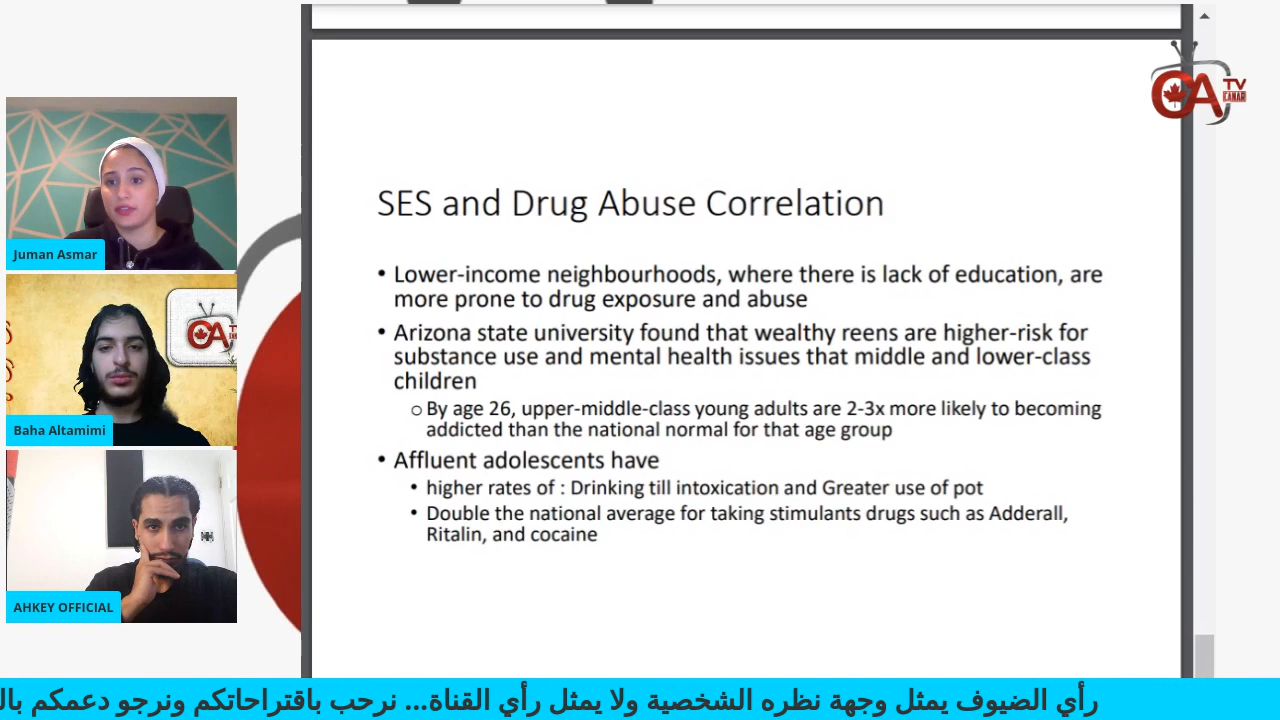 SES and Drug Abuse Correlation
• Lower-income neighbourhoods, where there is lack of education, are
more prone to drug exposure and abuse
• Arizona state university found that wealthy reens are higher-risk for
substance use and mental health issues that middle and lower-class
children
o By age 26, upper-middle-class young adults are 2-3x more likely to becoming
addicted than the national normal for that age group
• Affluent adolescents have
• higher rates of : Drinking till intoxication and Greater use of pot
• Double the national average for taking stimulants drugs such as Adderall,
Ritalin, and cocaine
CA TV
CANAR
Juman Asmar
Baha Altamimi
AHKEY OFFICIAL
رأي الضيوف يمثل وجهة نظره الشخصية ولا يمثل رأي القناة... نرحب باقتراحاتكم ونرجو دعمكم